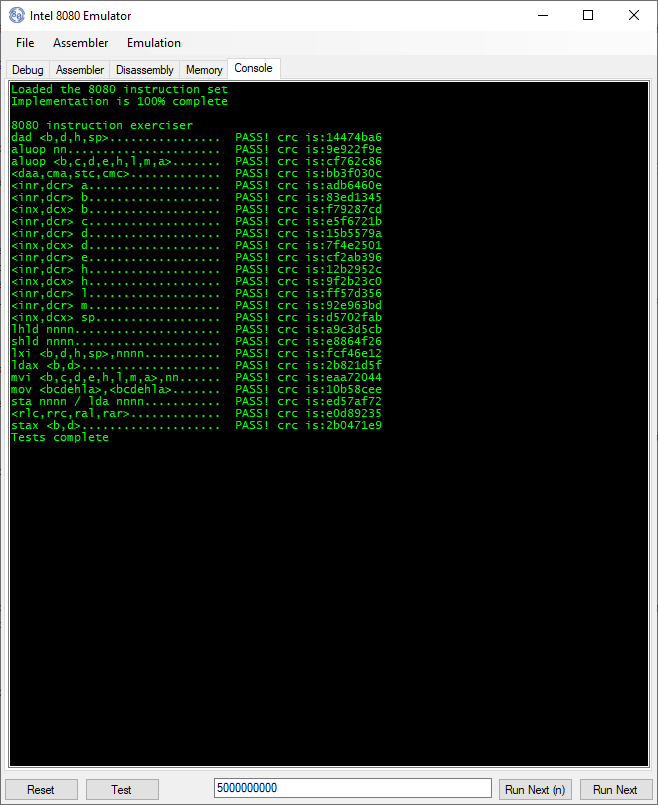 Intel 8080 Emulator
File Assembler Emulation
Debug Assembler Disassembly Memory Console
Loaded the 8080 instruction set
Implementation is 100% complete
8080 instruction exerciser
dad <b,d,h,sp>................ PASS! crc is:14474ba6
aluop nn...................... PASS! crc is:9e922f9e
aluop <b,c,d,e,h,l,m,a>....... PASS! crc is:cf762c86
<daa,cma,stc,cmc>............. PASS! crc is:bb3f030c
<inr,dcr> a................... PASS! crc is:adb6460e
<inr,dcr> b................... PASS! crc is:83ed1345
<inx,dcx> b................... PASS! crc is:f79287cd
<inr,dcr> c................... PASS! crc is:e5f6721b
<inr,dcr> d................... PASS! crc is:15b5579a
<inx,dcx> d................... PASS! crc is:7f4e2501
<inr,dcr> e................... PASS! crc is:cf2ab396
<inr,dcr> h................... PASS! crc is:12b2952c
<inx,dcx> h................... PASS! crc is:9f2b23c0
<inr,dcr> l................... PASS! crc is:ff57d356
<inr,dcr> m................... PASS! crc is:92e963bd
<inx,dcx> sp.................. PASS! crc is:d5702fab
lhld nnnn..................... PASS! crc is:a9c3d5cb
shld nnnn..................... PASS! crc is:e8864f26
lxi <b,d,h,sp>,nnnn........... PASS! crc is:fcf46e12
ldax <b,d>.................... PASS! crc is:2b821d5f
mvi <b,c,d,e,h,l,m,a>,nn...... PASS! crc is:eaa72044
mov <bcdehla>,<bcdehla>....... PASS! crc is:10b58cee
sta nnnn / lda nnnn........... PASS! crc is:ed57af72
<rlc,rrc,ral,rar>............. PASS! crc is:e0d89235
stax <b,d>.................... PASS! crc is:2b0471e9
Tests complete
Reset Test 5000000000 Run Next (n) Run Next